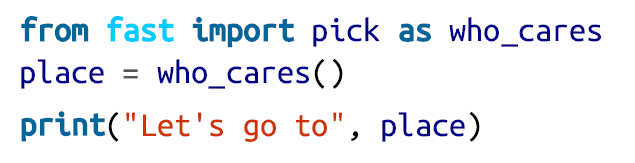 from fast import pick as who_cares
place = who_cares()
print("Let's go to", place)